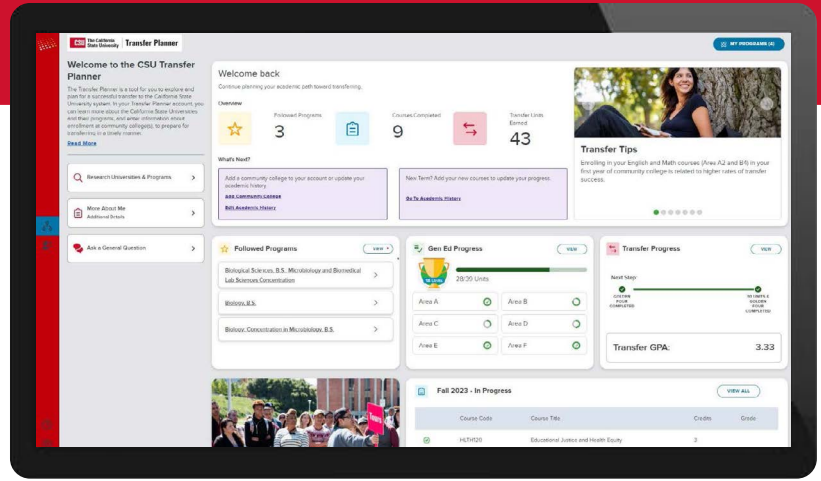 CSU The California State University Transfer Planner
MY PROGRAMS (4)
Welcome to the CSU Transfer
Planner
The Transfer Planner is a tool for you to explore and
plan for a successful transfer to the California State
University system. In your Transfer Planner account, you
can learn more about the California State Universities
and their programs, and enter information about
enrollment at community college(s), to prepare for
transferring in a timely manner.
Read More
Research Universities & Programs
More About Me
Additional Details
Ask a General Question
Welcome back
Continue planning your academic path toward transferring.
Overview
Followed Programs
3
Courses Completed
9
Transfer Units
Earned
43
What's Next?
Add a community college to your account or update your
academic history.
Add Community College
Edit Academic History
New Term? Add your new courses to update your progress.
Go To Academic History
Transfer Tips
Enrolling in your English and Math courses (Area A2 and B4) in your
first year of community college is related to higher rates of transfer
success.
Followed Programs
VIEW
Biological Sciences, B.S.: Microbiology and Biomedical
Lab Sciences Concentration
Biology, B.S.
Biology: Concentration in Microbiology, B.S.
Gen Ed Progress
VIEW
28/39 Units
Area A
Area B
Area C
Area D
Area E
Area F
Transfer Progress
VIEW
Next Step:
GOLDEN
FOUR
COMPLETED
GOLDEN
FOUR
COMPLETED
Transfer GPA: 3.33
Fall 2023 - In Progress
VIEW ALL
Course Code Course Title Credits Grade
HLTH120 Educational Justice and Health Equity 3
Tours